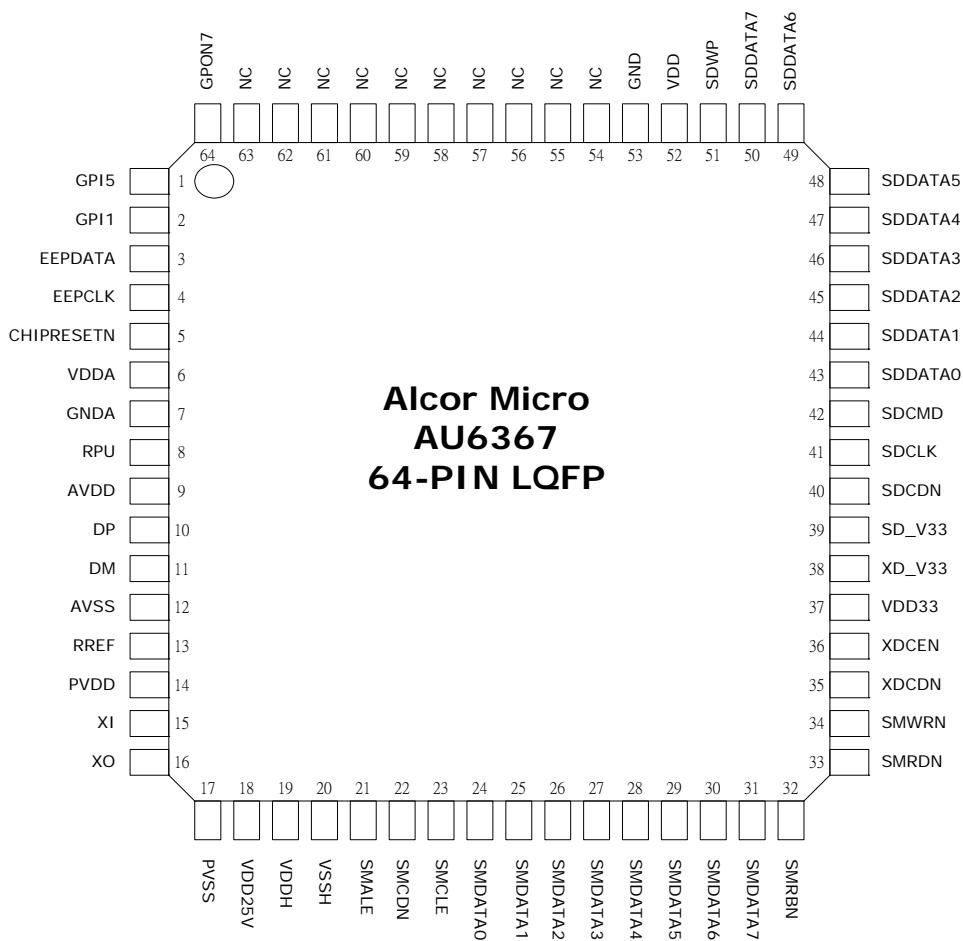 GPON7
NC
NC
NC
NC
NC
NC
NC
NC
NC
NC
GND
VDD
SDWP
SDDATA7
SDDATA6
64 63 62 61 60 59 58 57 56 55 54 53 52 51 50 49
GPI5 1
GPI1 2
EEPDATA 3
EEPCLK 4
CHIPRESETN 5
VDDA 6
GNDA 7
RPU 8
AVDD 9
DP 10
DM 11
AVSS 12
RREF 13
PVDD 14
XI 15
XO 16
Alcor Micro
AU6367
64-PIN LQFP
48 SDDATA5
47 SDDATA4
46 SDDATA3
45 SDDATA2
44 SDDATA1
43 SDDATA0
42 SDCMD
41 SDCLK
40 SDCDN
39 SD_V33
38 XD_V33
37 VDD33
36 XDCEN
35 XDCDN
34 SMWRN
33 SMRDN
17 18 19 20 21 22 23 24 25 26 27 28 29 30 31 32
PVSS
VDD25V
VDDH
VSSH
SMALE
SMCDN
SMCLE
SMDATA0
SMDATA1
SMDATA2
SMDATA3
SMDATA4
SMDATA5
SMDATA6
SMDATA7
SMRBN